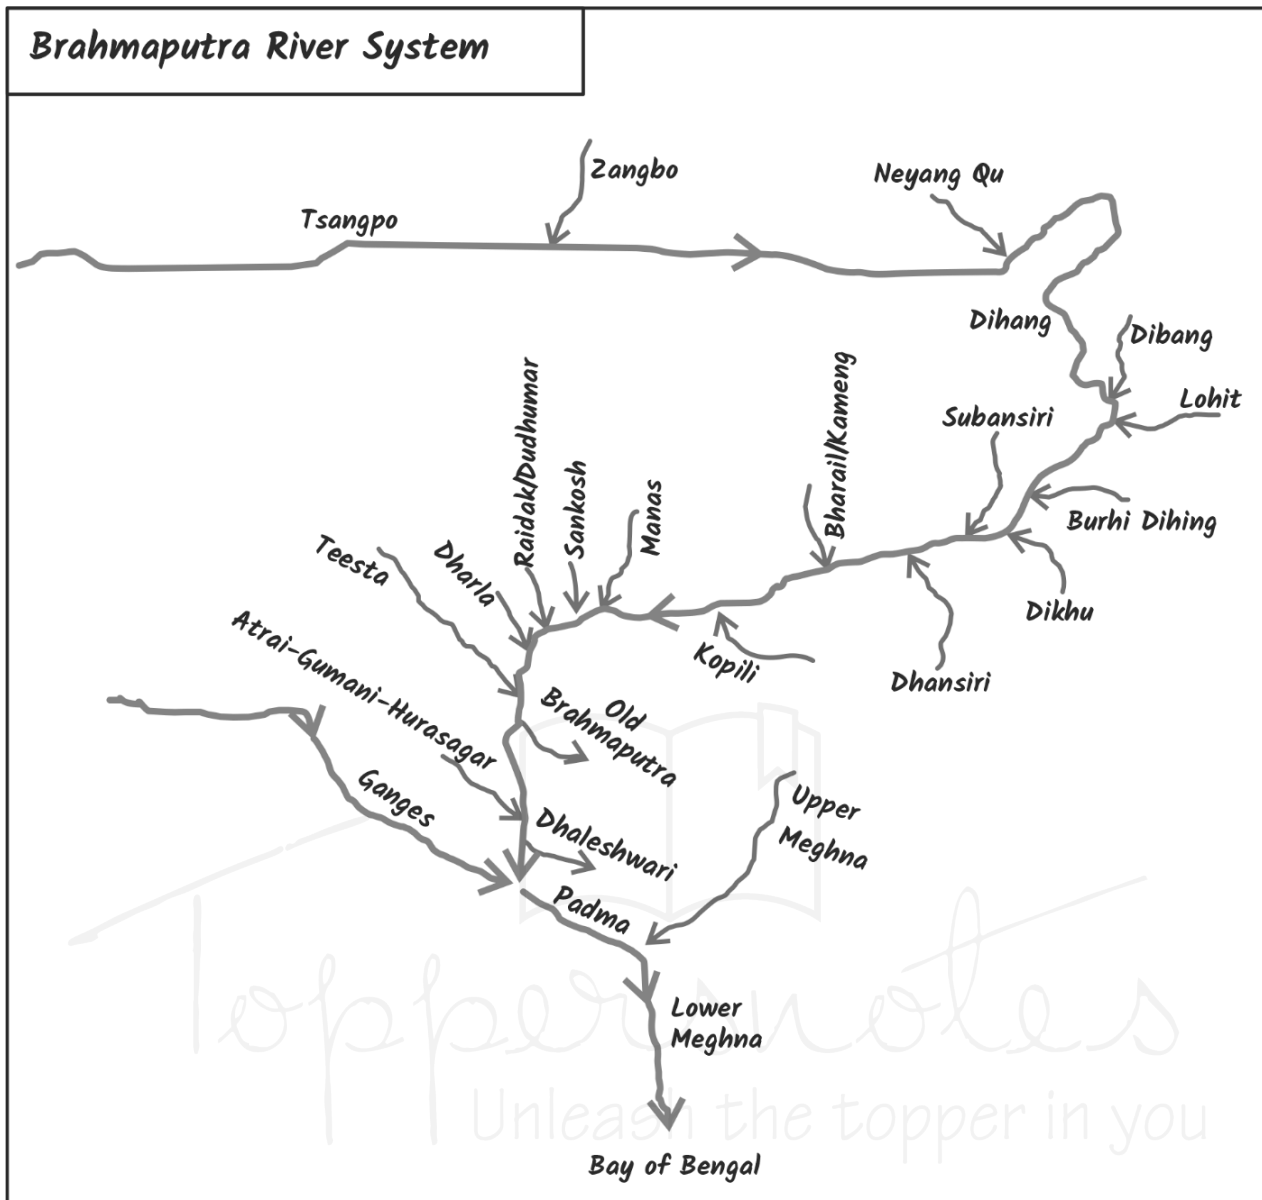 Brahmaputra River System
Zangbo
Neyang Qu
Tsangpo
Dihang
Dibang
Lohit
Subansiri
Bharail/Kameng
Raidak/Dudhumar
Sankosh
Manas
Burhi Dihing
Teesta
Dharla
Dikhu
Atrai-Gumani-Hurasagar
Kopili
Dhansiri
Old
Brahmaputra
Ganges
Upper
Meghna
Dhaleshwari
Padma
Lower
Meghna
Toppersnotes
Unleash the topper in you
Bay of Bengal